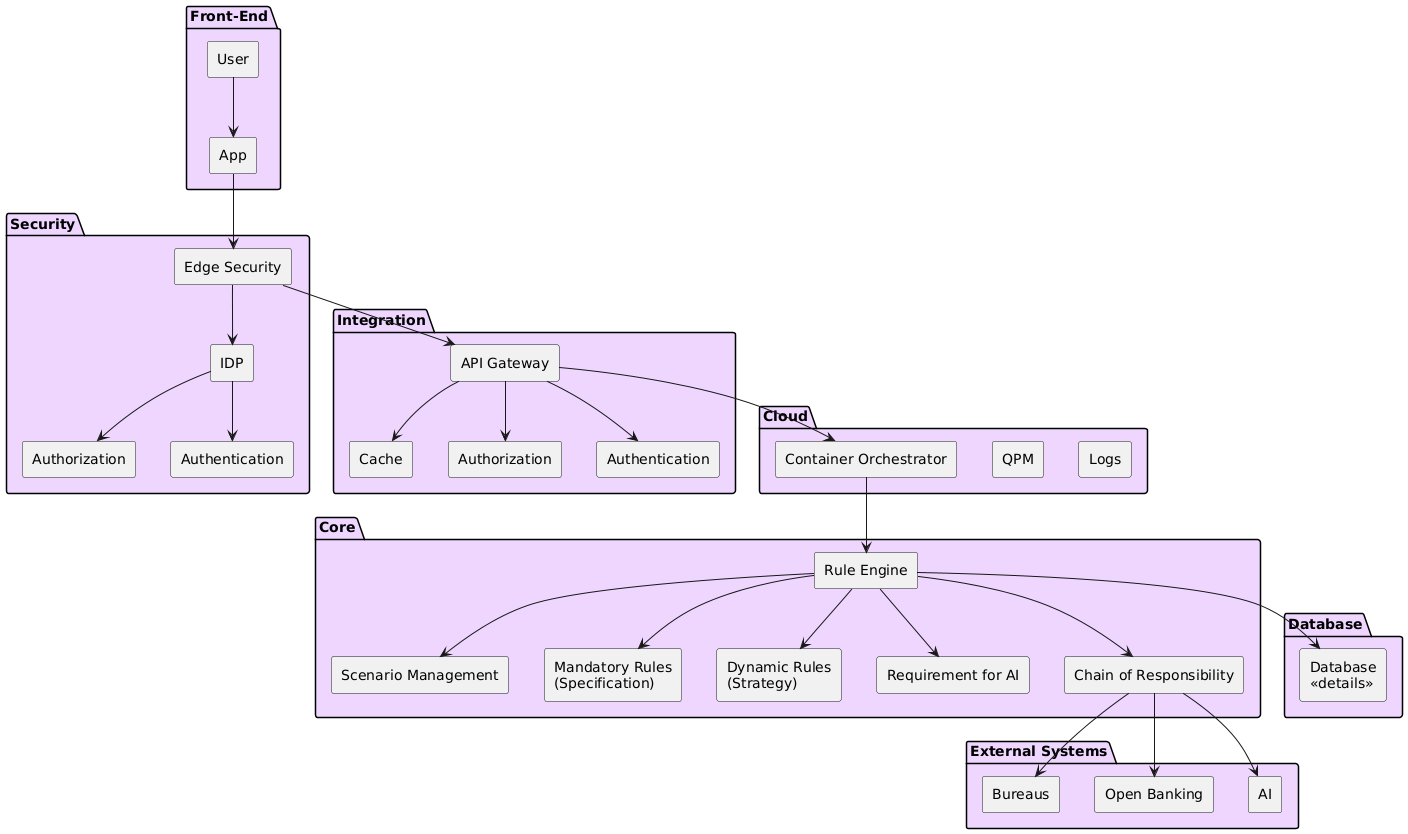 Front-End
User
App
Security
Edge Security
Integration
IDP
API Gateway
Cloud
Authorization
Authentication
Cache
Authorization
Authentication
Container Orchestrator
QPM
Logs
Core
Rule Engine
Database
Scenario Management
Mandatory Rules
(Specification)
Dynamic Rules
(Strategy)
Requirement for AI
Chain of Responsibility
Database
«details»
External Systems
Bureaus
Open Banking
AI